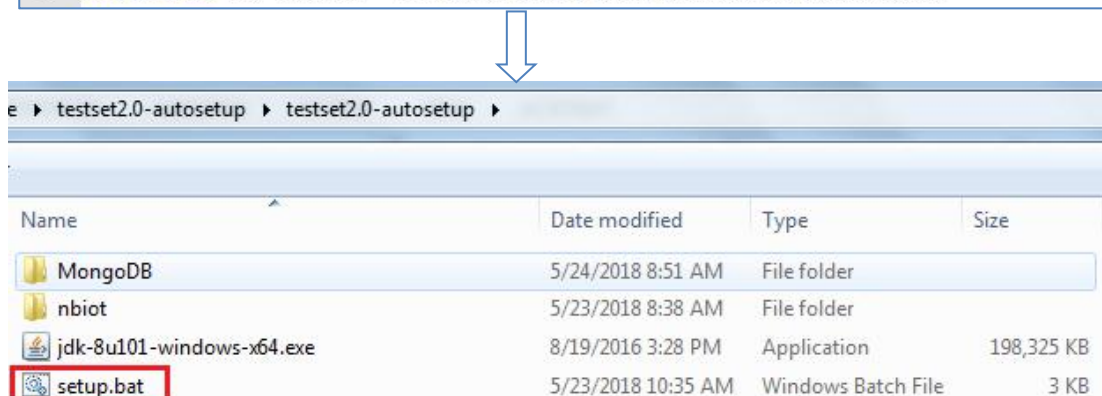 e ▸ testset2.0-autosetup ▸ testset2.0-autosetup ▸
Name Date modified Type Size
MongoDB 5/24/2018 8:51 AM File folder
nbiot 5/23/2018 8:38 AM File folder
jdk-8u101-windows-x64.exe 8/19/2016 3:28 PM Application 198,325 KB
setup.bat 5/23/2018 10:35 AM Windows Batch File 3 KB